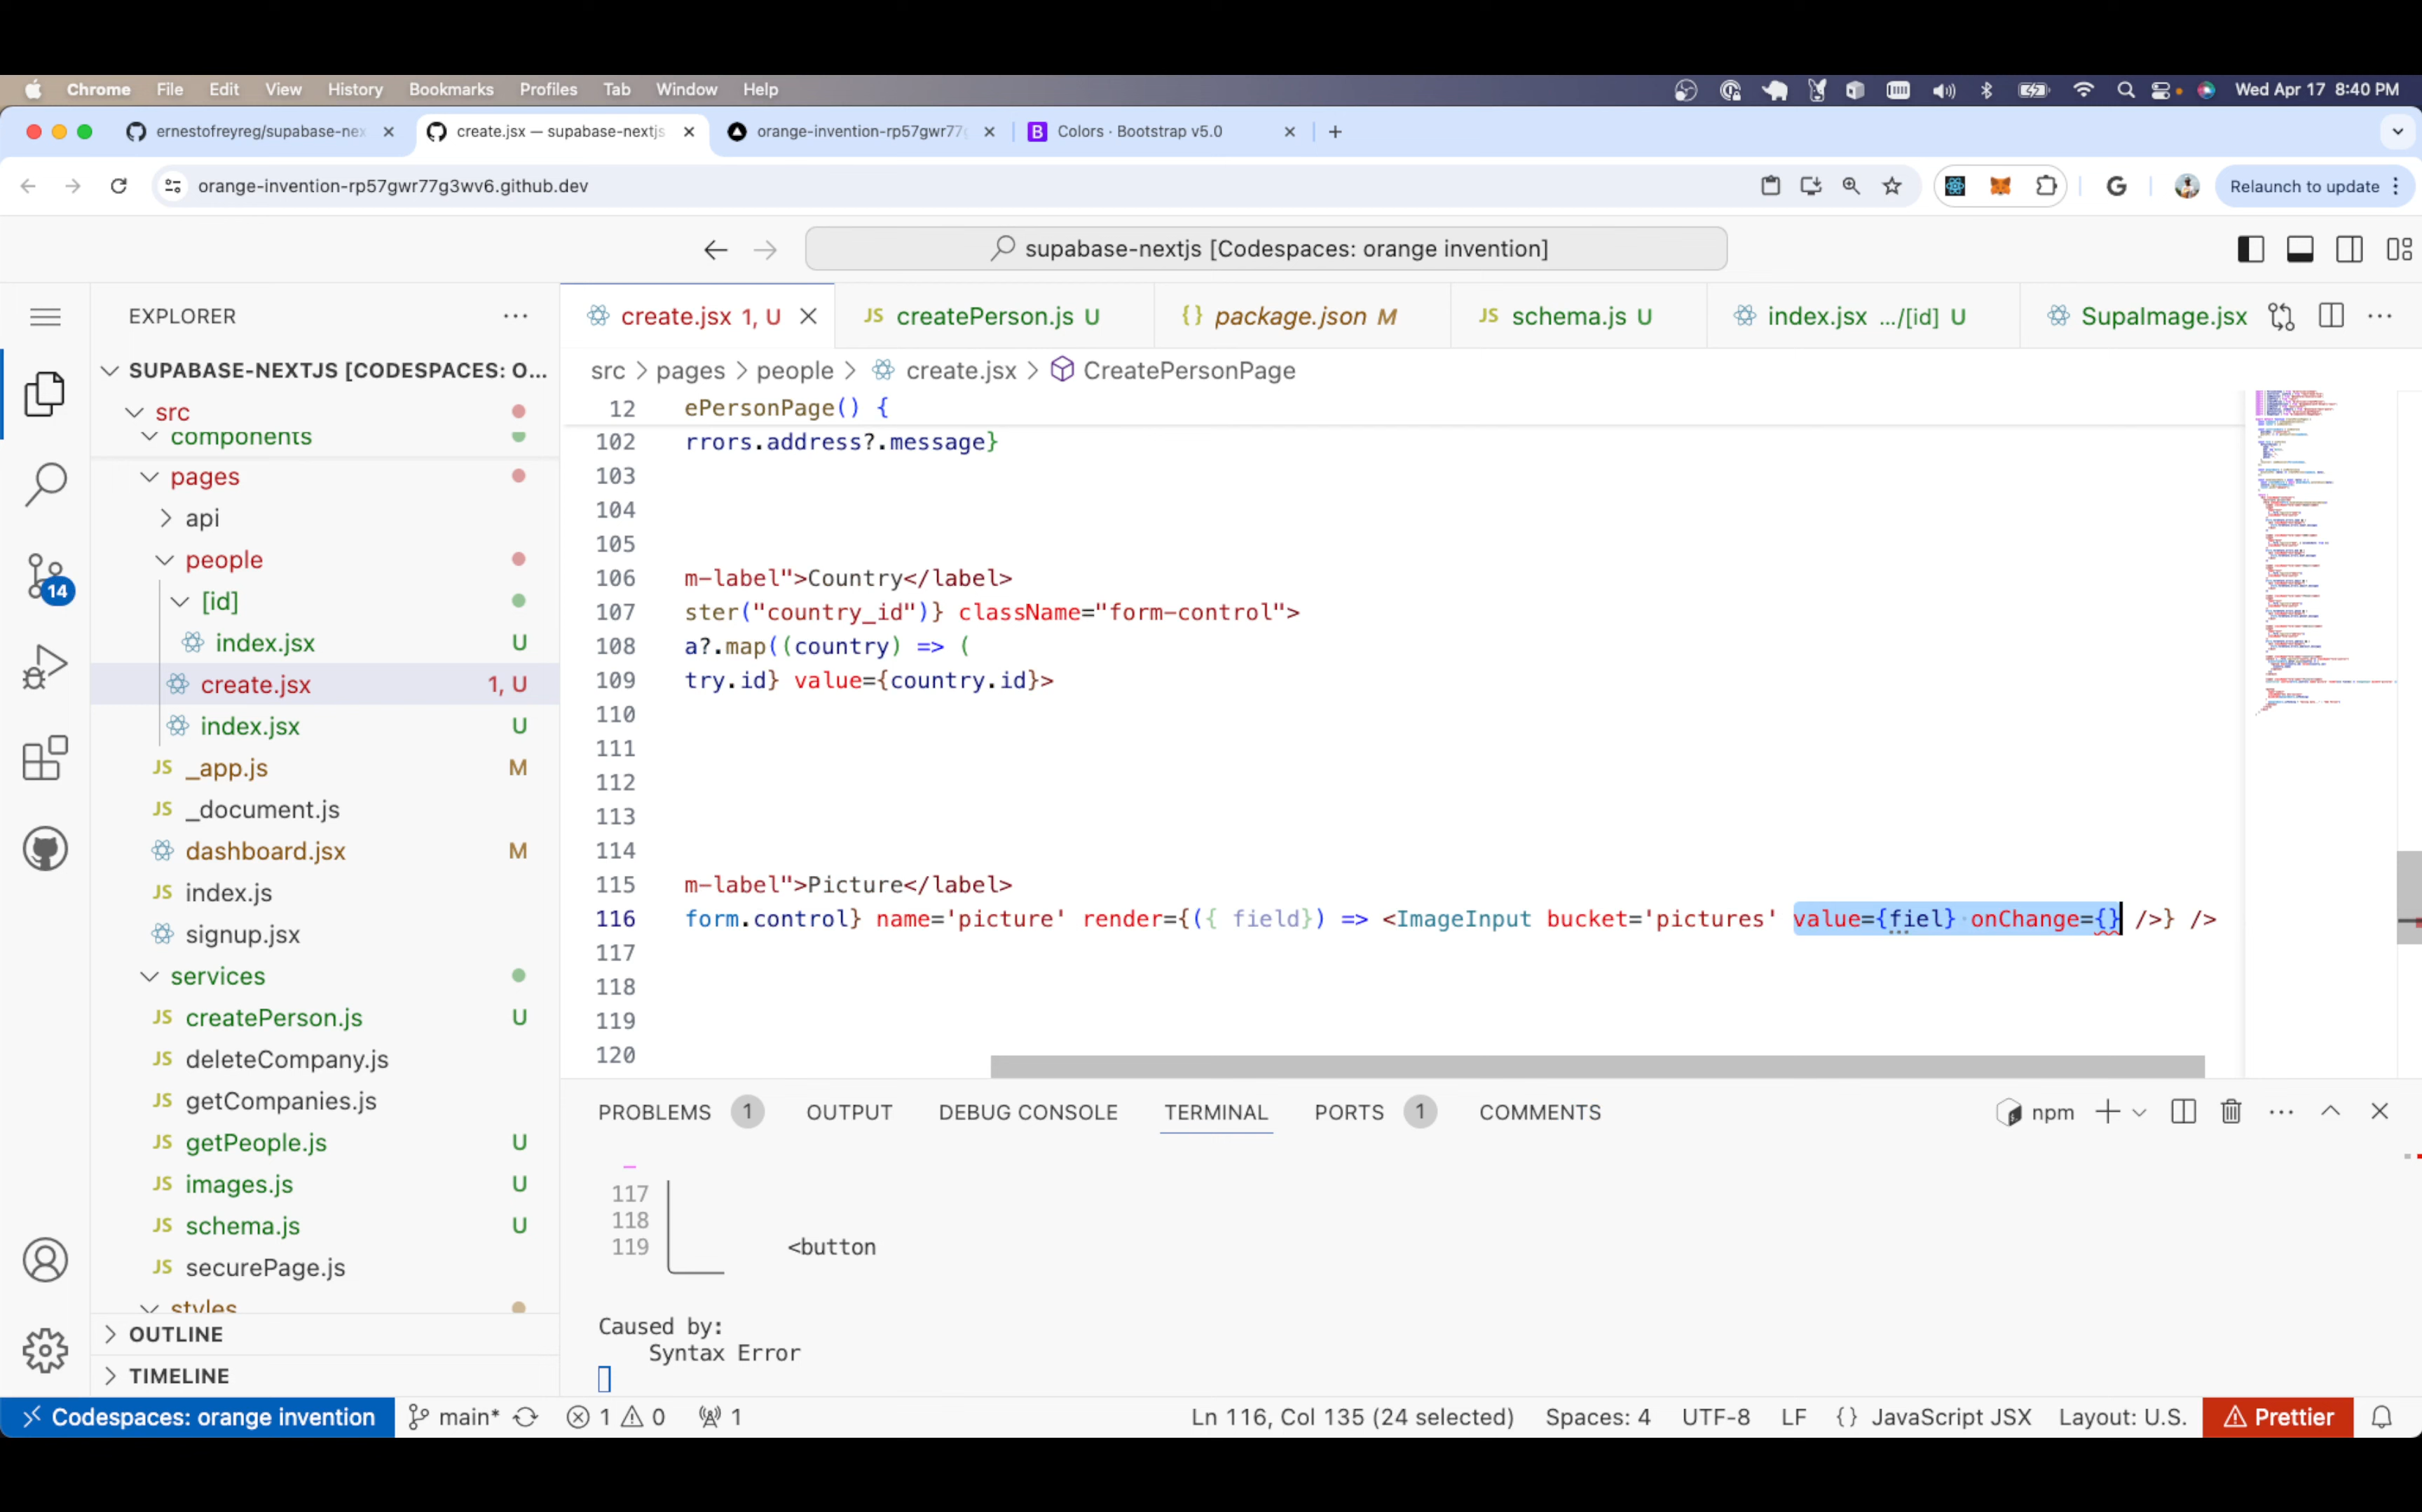 Chrome File Edit View History Bookmarks Profiles Tab Window Help Wed Apr 17 8:40 PM
ernestofreyreg/supabase-nex create.jsx — supabase-nextjs orange-invention-rp57gwr77g Colors · Bootstrap v5.0
orange-invention-rp57gwr77g3wv6.github.dev Relaunch to update
supabase-nextjs [Codespaces: orange invention]
EXPLORER
create.jsx 1, U createPerson.js U package.json M schema.js U index.jsx .../[id] U SupaImage.jsx
SUPABASE-NEXTJS [CODESPACES: O...
src > pages > people > create.jsx > CreatePersonPage
src
components
pages
api
people
[id]
index.jsx U
create.jsx 1, U
index.jsx U
_app.js M
_document.js
dashboard.jsx M
index.js
signup.jsx
services
createPerson.js U
deleteCompany.js
getCompanies.js
getPeople.js U
images.js U
schema.js U
securePage.js
styles
OUTLINE
TIMELINE
14
12 ePersonPage() {
102 rrors.address?.message}
103
104
105
106 m-label">Country</label>
107 ster("country_id")} className="form-control">
108 a?.map((country) => (
109 try.id} value={country.id}>
110
111
112
113
114
115 m-label">Picture</label>
116 form.control} name='picture' render={({ field}) => <ImageInput bucket='pictures' value={fiel} onChange={} />} />
117
118
119
120
PROBLEMS 1 OUTPUT DEBUG CONSOLE TERMINAL PORTS 1 COMMENTS npm
117
118
119 <button
Caused by:
Syntax Error
Codespaces: orange invention main* 1 0 1 Ln 116, Col 135 (24 selected) Spaces: 4 UTF-8 LF {} JavaScript JSX Layout: U.S. Prettier